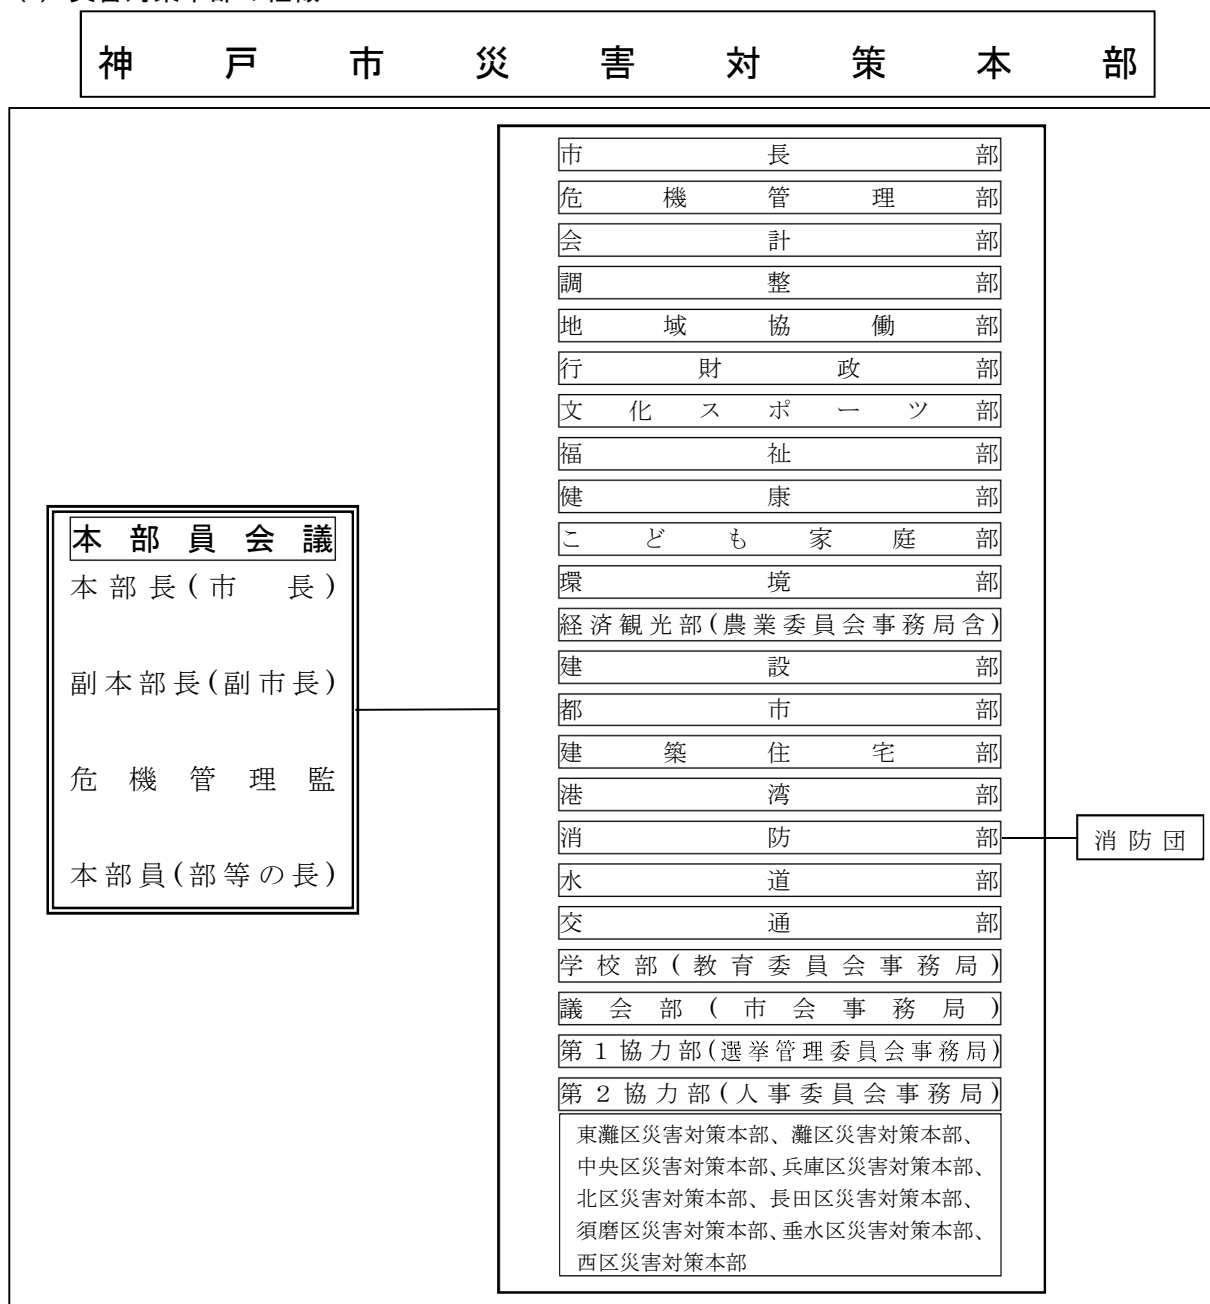 神戸市災害対策本部
市長部
危機管理部
会計部
調整部
地域協働部
行財政部
文化スポーツ部
福祉部
健康部
こども家庭部
環境部
経済観光部(農業委員会事務局含)
建設部
都市部
建築住宅部
港湾部
消防部
消防団
水道部
交通部
学校部(教育委員会事務局)
議会部(市会事務局)
第1協力部(選挙管理委員会事務局)
第2協力部(人事委員会事務局)
東灘区災害対策本部、灘区災害対策本部、
中央区災害対策本部、兵庫区災害対策本部、
北区災害対策本部、長田区災害対策本部、
須磨区災害対策本部、垂水区災害対策本部、
西区災害対策本部
本部員会議
本部長(市長)
副本部長(副市長)
危機管理監
本部員(部等の長)